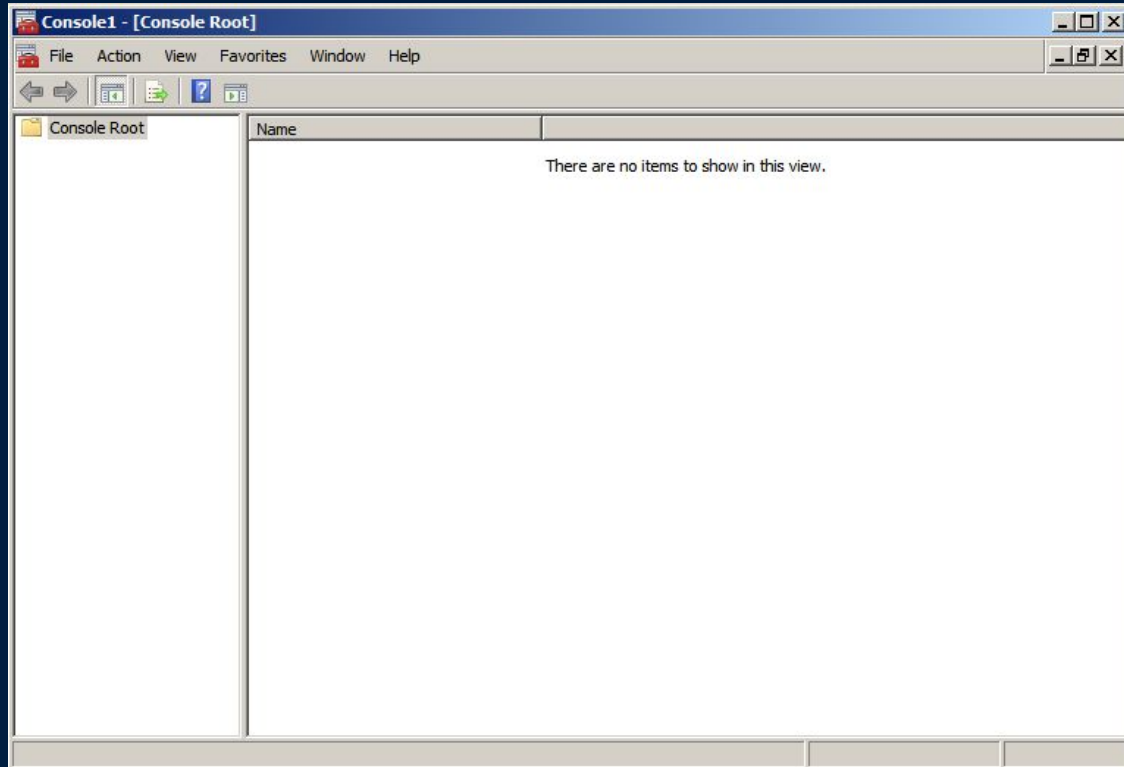 Console1 - [Console Root]
File Action View Favorites Window Help
Console Root
Name
There are no items to show in this view.